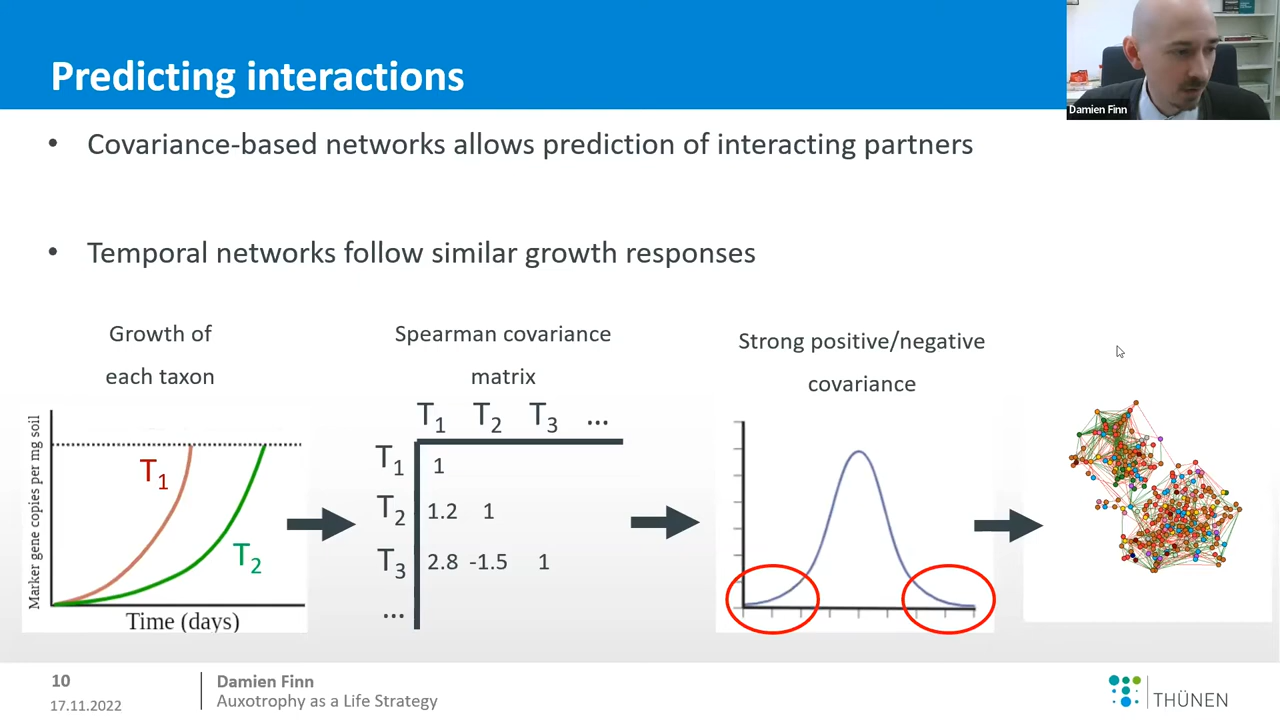 Predicting interactions
Damien Finn
• Covariance-based networks allows prediction of interacting partners
• Temporal networks follow similar growth responses
Growth of
each taxon
Marker gene copies per mg soil
T1
T2
Time (days)
Spearman covariance
matrix
T1 T2 T3 ...
T1 1
T2 1.2 1
T3 2.8 -1.5 1
...
Strong positive/negative
covariance
10
17.11.2022
Damien Finn
Auxotrophy as a Life Strategy
THÜNEN